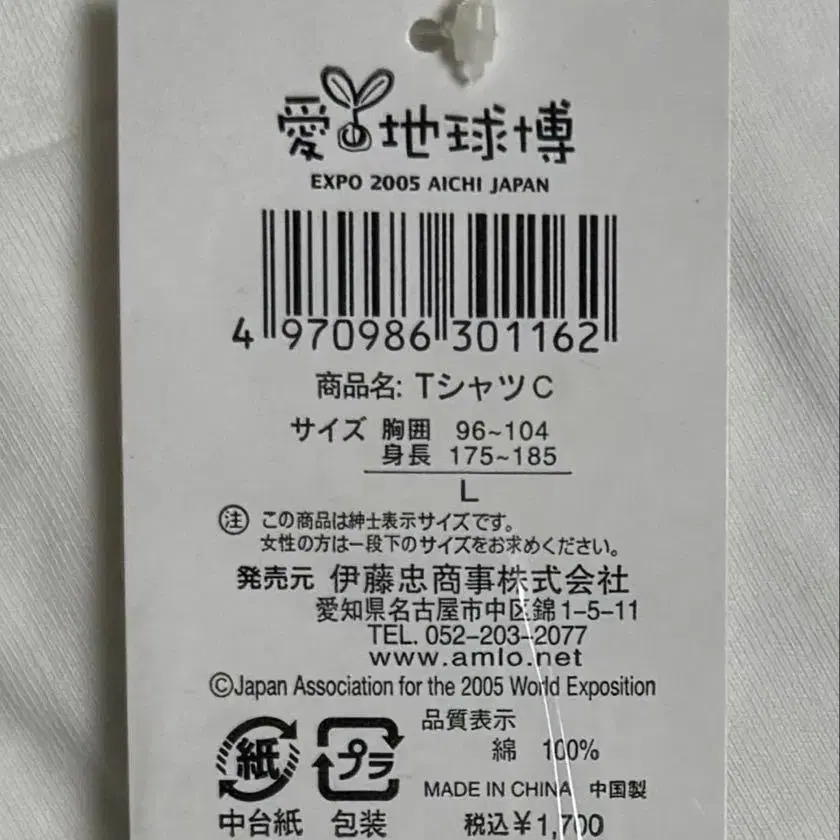 愛・地球博
EXPO 2005 AICHI JAPAN
4 970986 301162
商品名: TシャツC
サイズ 胸囲 96~104
身長 175~185
L
注 この商品は紳士表示サイズです。
女性の方は一段下のサイズをお求めください。
発売元 伊藤忠商事株式会社
愛知県名古屋市中区錦1-5-11
TEL. 052-203-2077
www.amlo.net
©Japan Association for the 2005 World Exposition
紙 プラ 品質表示
綿 100%
MADE IN CHINA 中国製
中台紙 包装 税込¥1,700